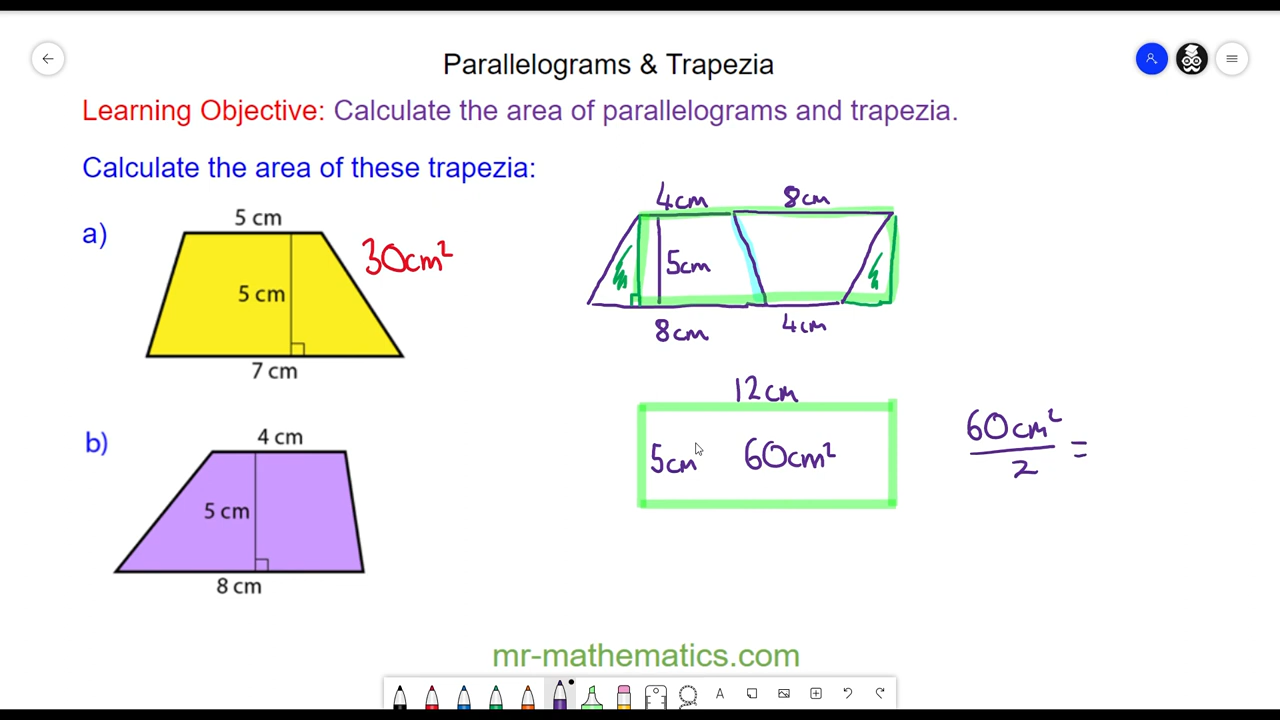 Parallelograms & Trapezia
Learning Objective: Calculate the area of parallelograms and trapezia.
Calculate the area of these trapezia:
a)
5 cm
5 cm
7 cm
30cm²
b)
4 cm
5 cm
8 cm
4cm
8cm
5cm
8cm
4cm
12cm
5cm
60cm²
60cm²
2
=
mr-mathematics.com
A